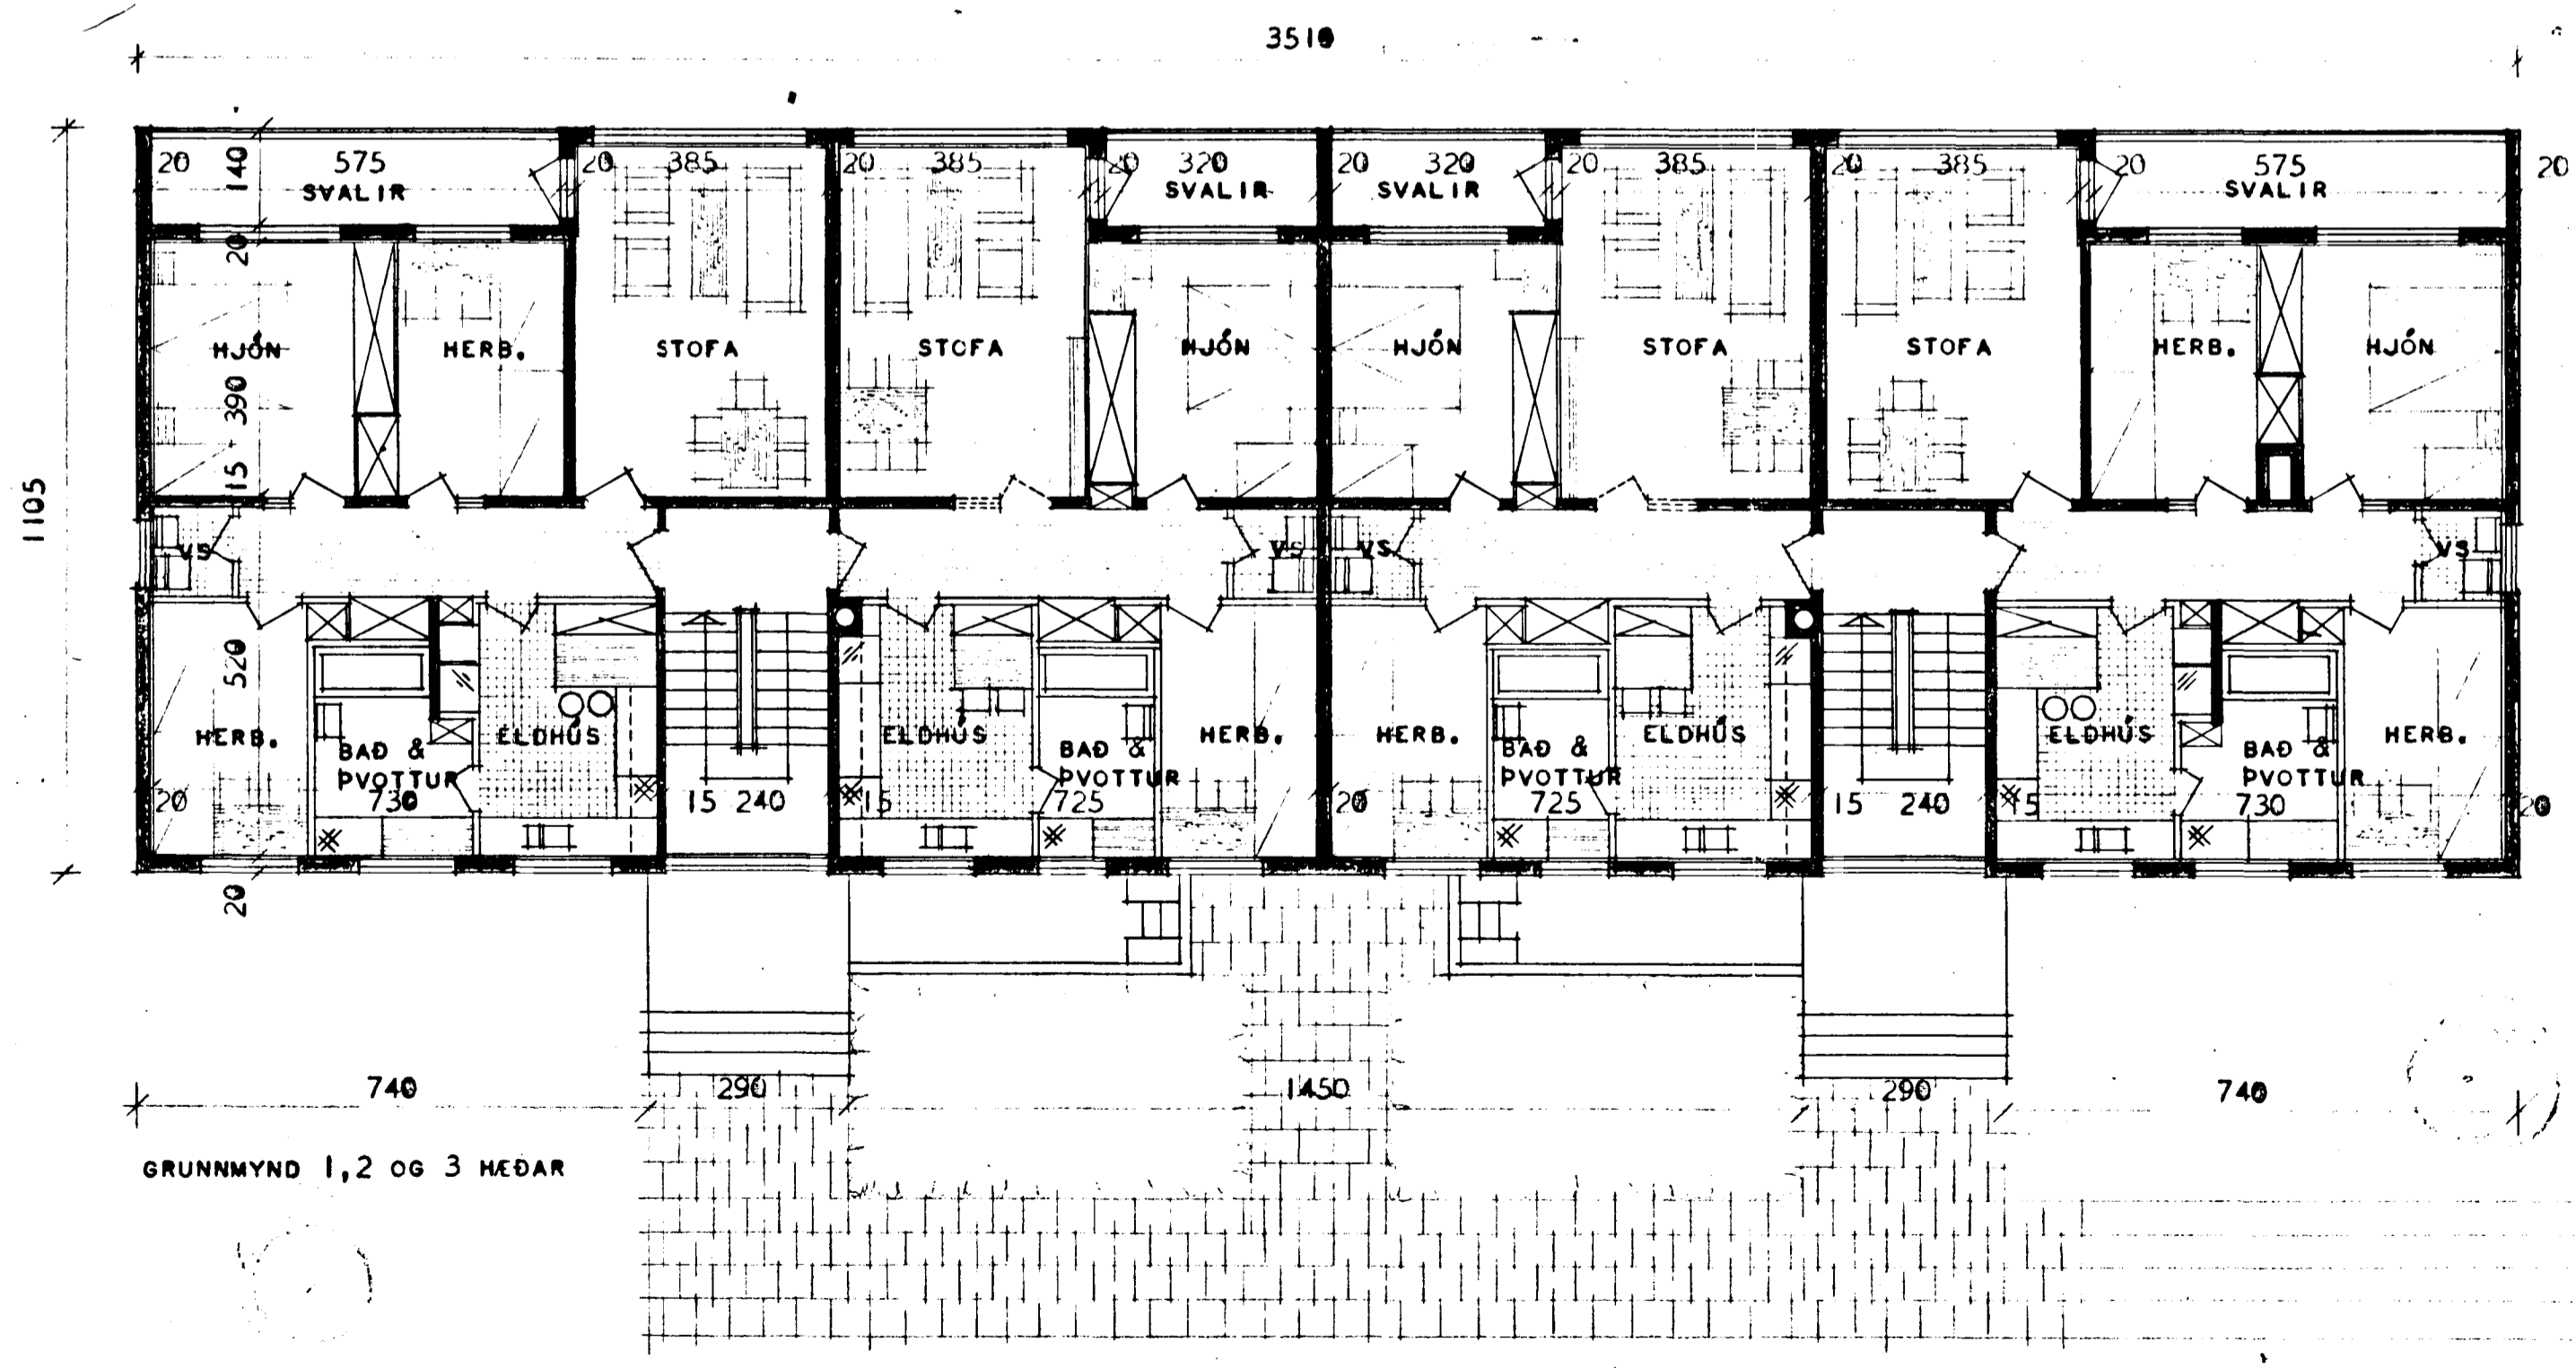 3510
20 575 20 385 20 385 20 320 20 320 20 385 20 385 20 575 20
140
SVALIR SVALIR SVALIR SVALIR
20
HJÓN HERB. STOFA STOFA HJÓN HJÓN STOFA STOFA HERB. HJÓN
390
15
1105
VS VS VS VS
520
HERB. BAÐ & ÞVOTTUR ELDHÚS ELDHÚS BAÐ & ÞVOTTUR HERB. HERB. BAÐ & ÞVOTTUR ELDHÚS ELDHÚS BAÐ & ÞVOTTUR HERB.
20 730 15 240 15 725 20 725 15 240 15 730 20
20
740 290 1450 290 740
GRUNNMYND 1,2 OG 3 HÆÐAR